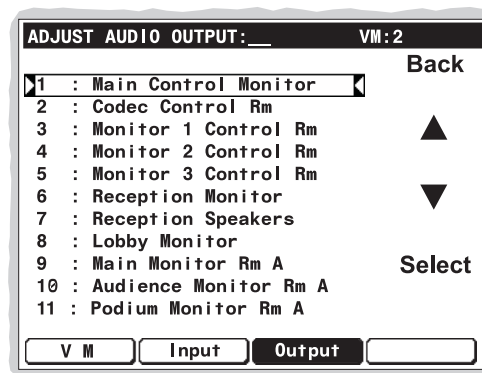 ADJUST AUDIO OUTPUT:__ VM:2
Back
1 : Main Control Monitor
2 : Codec Control Rm
3 : Monitor 1 Control Rm
4 : Monitor 2 Control Rm
5 : Monitor 3 Control Rm
6 : Reception Monitor
7 : Reception Speakers
8 : Lobby Monitor
9 : Main Monitor Rm A
Select
10 : Audience Monitor Rm A
11 : Podium Monitor Rm A
V M Input Output